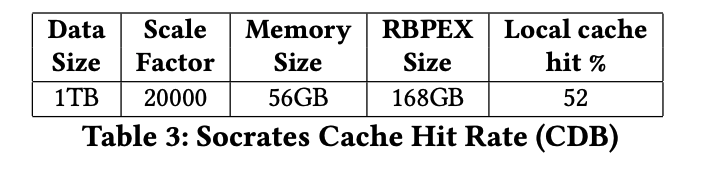 Data Scale Memory RBPEX Local cache
Size Factor Size Size hit %
1TB 20000 56GB 168GB 52
Table 3: Socrates Cache Hit Rate (CDB)